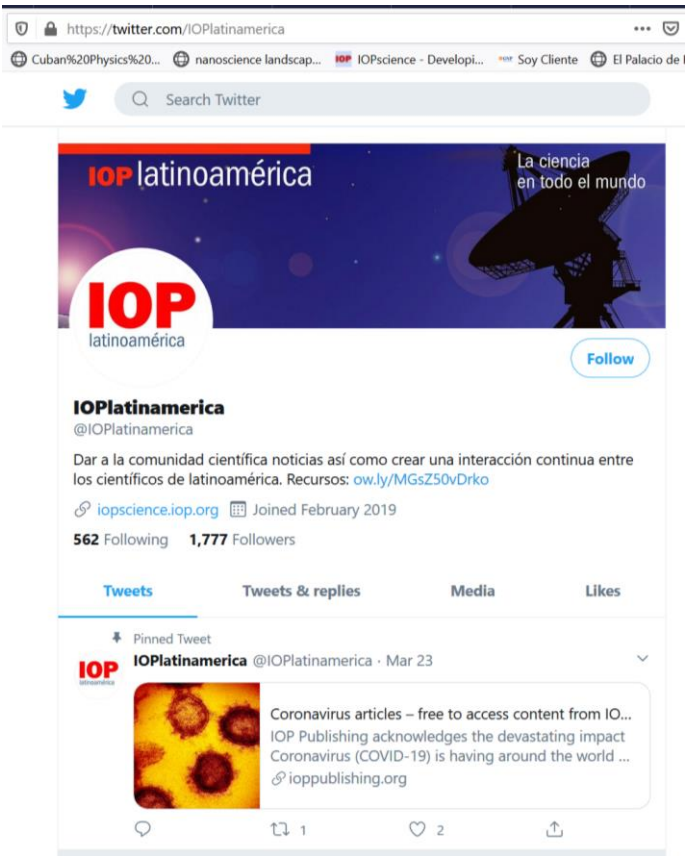 https://twitter.com/IOPlatinamerica
Cuban%20Physics%20... nanoscience landscap... IOP IOPscience - Developi... Soy Cliente El Palacio de
Search Twitter
IOP latinoamérica
La ciencia
en todo el mundo
IOP
latinoamérica
Follow
IOPlatinamerica
@IOPlatinamerica
Dar a la comunidad científica noticias así como crear una interacción continua entre
los científicos de latinoamérica. Recursos: ow.ly/MGsZ50vDrko
iopscience.iop.org Joined February 2019
562 Following 1,777 Followers
Tweets Tweets & replies Media Likes
Pinned Tweet
IOPlatinamerica @IOPlatinamerica · Mar 23
IOP
latinoamérica
Coronavirus articles – free to access content from IO...
IOP Publishing acknowledges the devastating impact
Coronavirus (COVID-19) is having around the world ...
ioppublishing.org
1 2